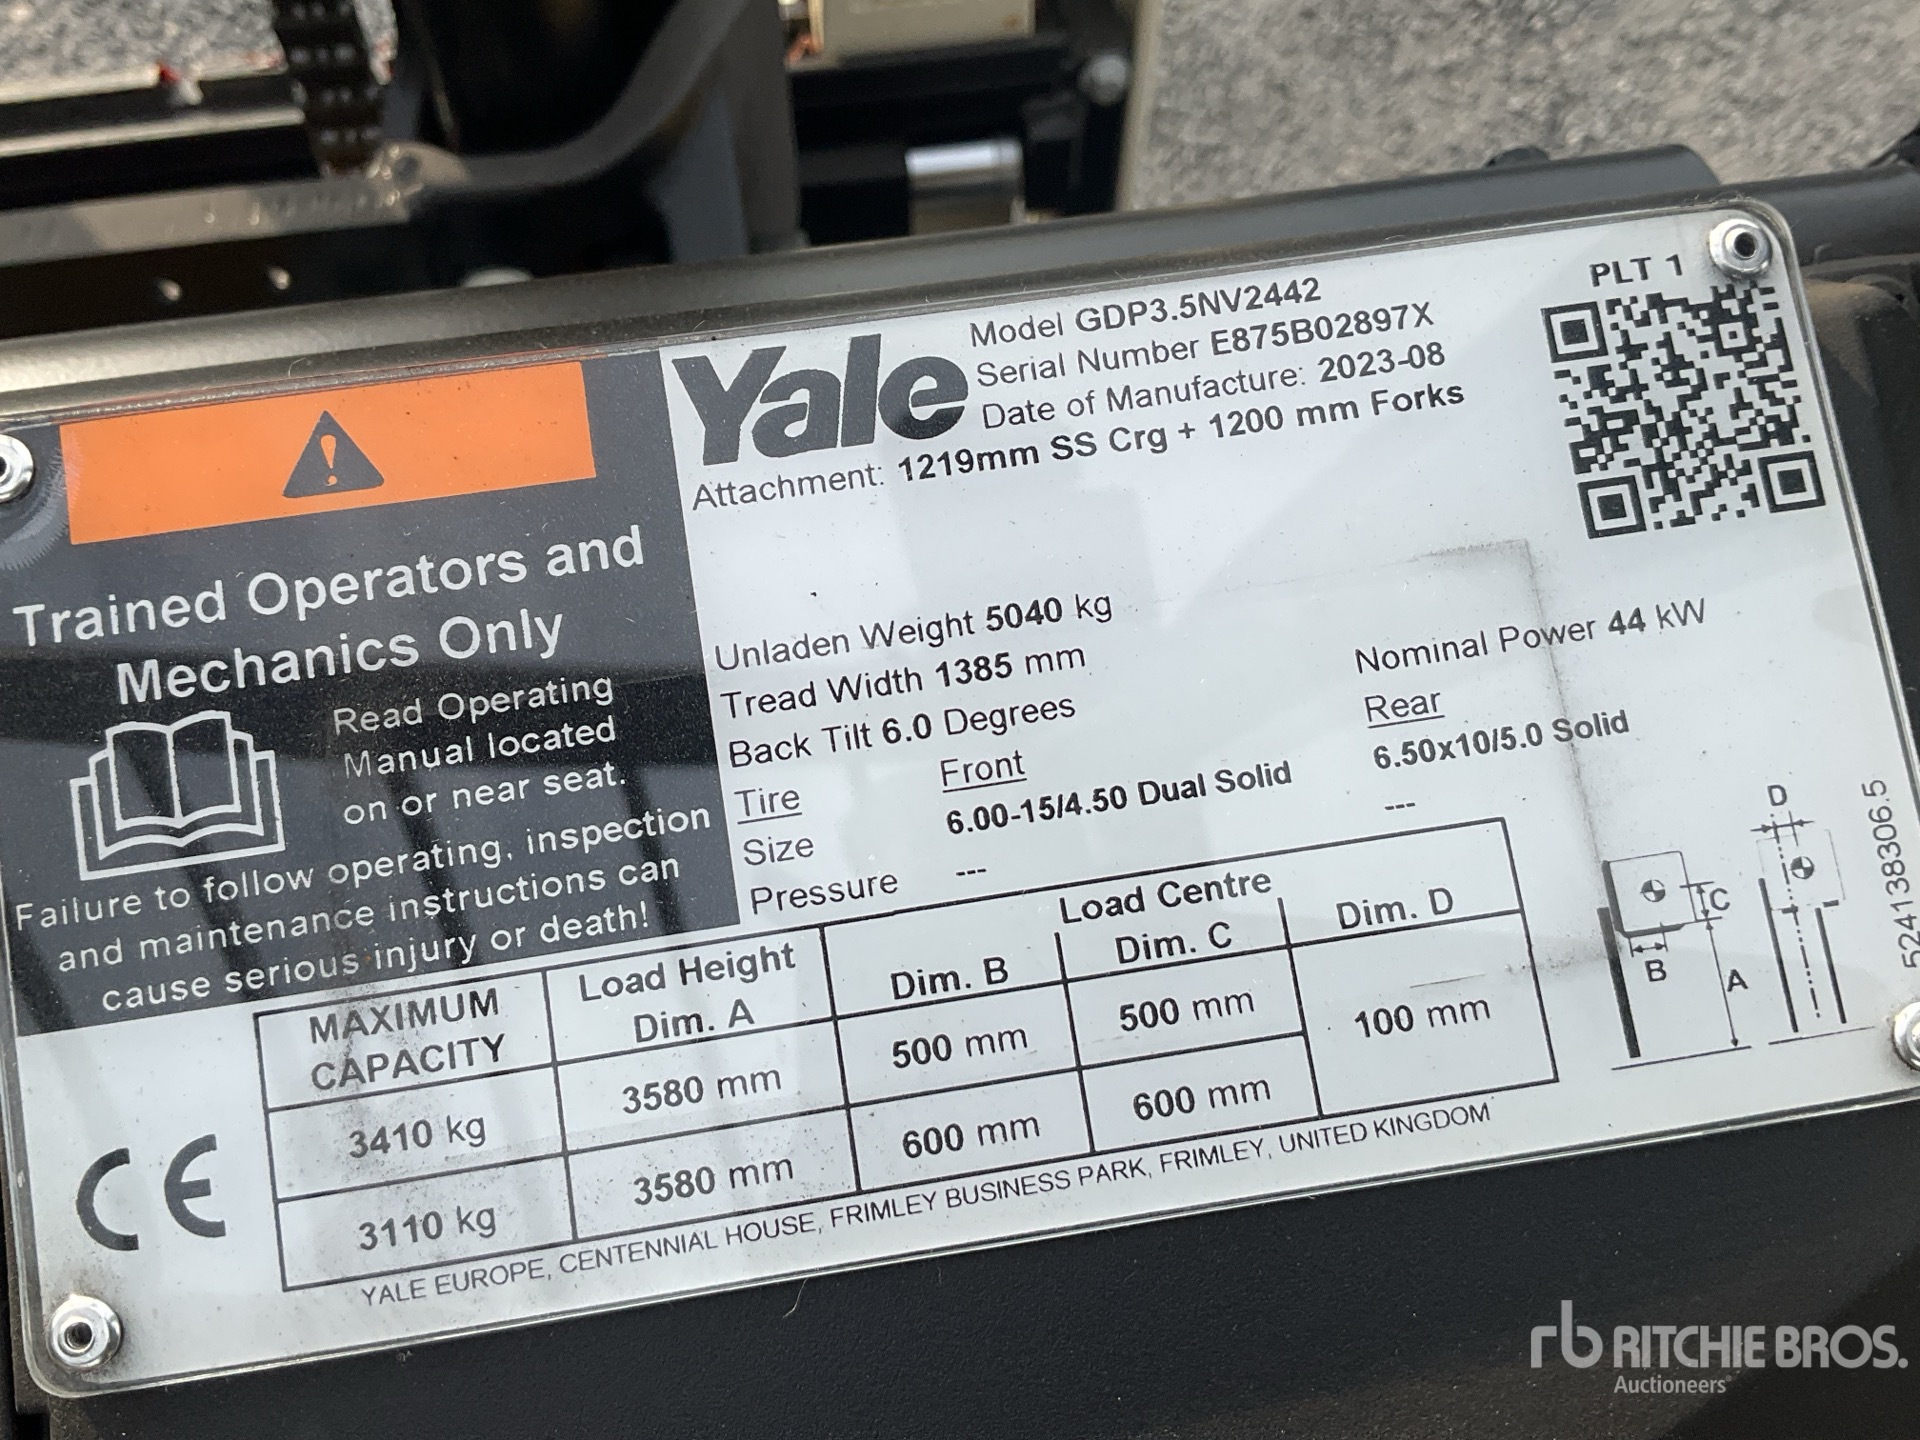 PLT 1
Yale
Model GDP3.5NV2442
Serial Number E875B02897X
Date of Manufacture: 2023-08
Attachment: 1219mm SS Crg + 1200 mm Forks
Trained Operators and
Mechanics Only
Read Operating
Manual located
on or near seat.
Failure to follow operating, inspection
and maintenance instructions can
cause serious injury or death!
Unladen Weight 5040 kg
Tread Width 1385 mm
Back Tilt 6.0 Degrees
Nominal Power 44 kW
Tire Front Rear
Size 6.00-15/4.50 Dual Solid 6.50x10/5.0 Solid
Pressure --- ---
MAXIMUM
CAPACITY
Load Height
Dim. A
Load Centre
Dim. B Dim. C Dim. D
3410 kg 3580 mm 500 mm 500 mm 100 mm
3110 kg 3580 mm 600 mm 600 mm
D
C
B
A
524138306.5
CE
YALE EUROPE, CENTENNIAL HOUSE, FRIMLEY BUSINESS PARK, FRIMLEY, UNITED KINGDOM
rb RITCHIE BROS.
Auctioneers